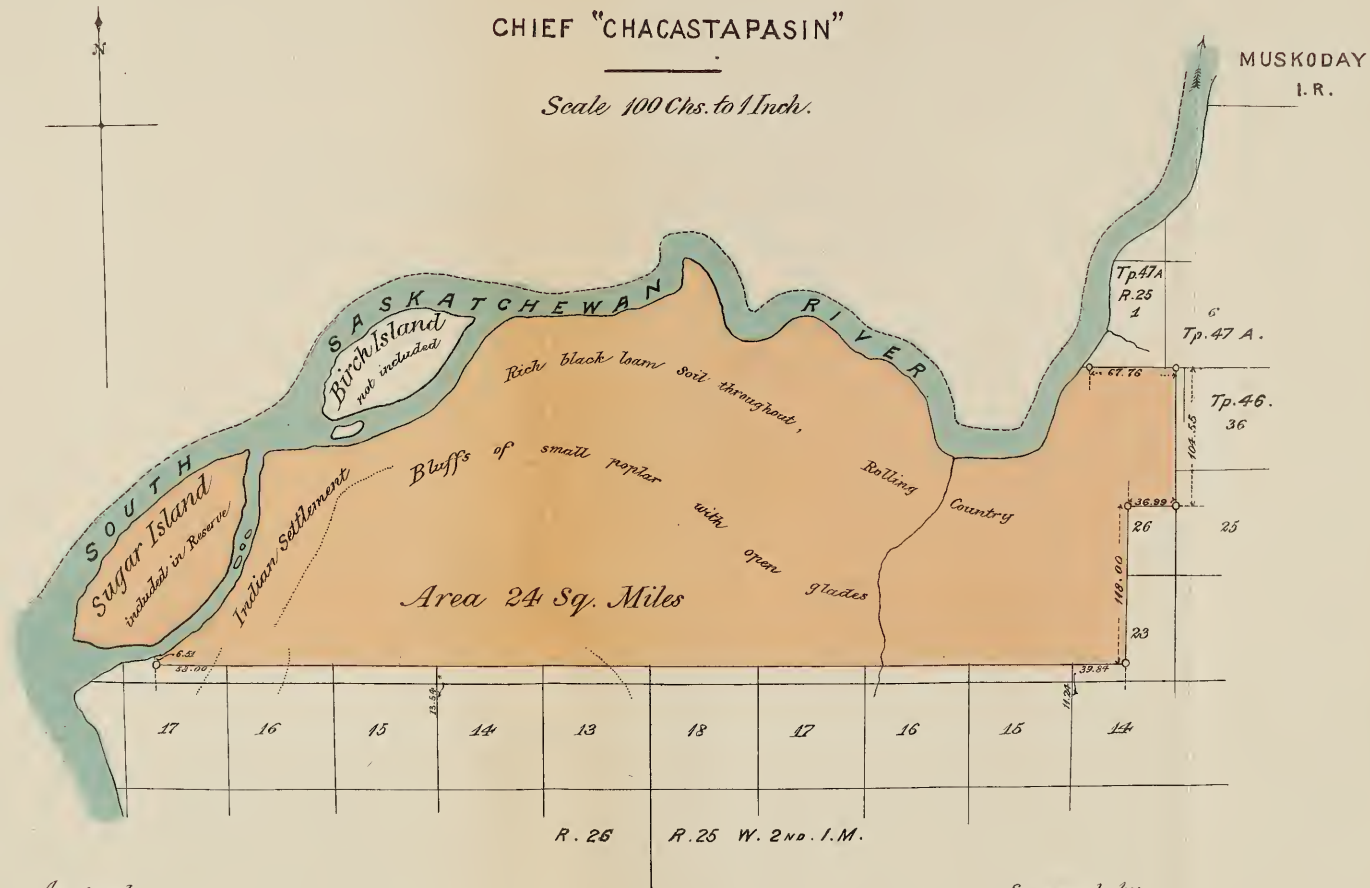 CHIEF "CHACASTAPASIN"
Scale 100 Chs. to 1 Inch.
N
MUSKODAY
I.R.
SOUTH SASKATCHEWAN RIVER
Birch Island
not included
Sugar Island
included in Reserve
Indian Settlement
Rich black loam soil throughout,
Bluffs of small poplar with open glades
Rolling Country
Area 24 Sq. Miles
Tp.47A
R.25
1
6
Tp.47 A.
67.76
Tp.46.
36
104.55
36.99
26
25
118.00
23
6.51
53.00
13.54
39.84
11.24
17
16
15
14
13
18
17
16
15
14
R. 26
R.25 W. 2ND. I.M.